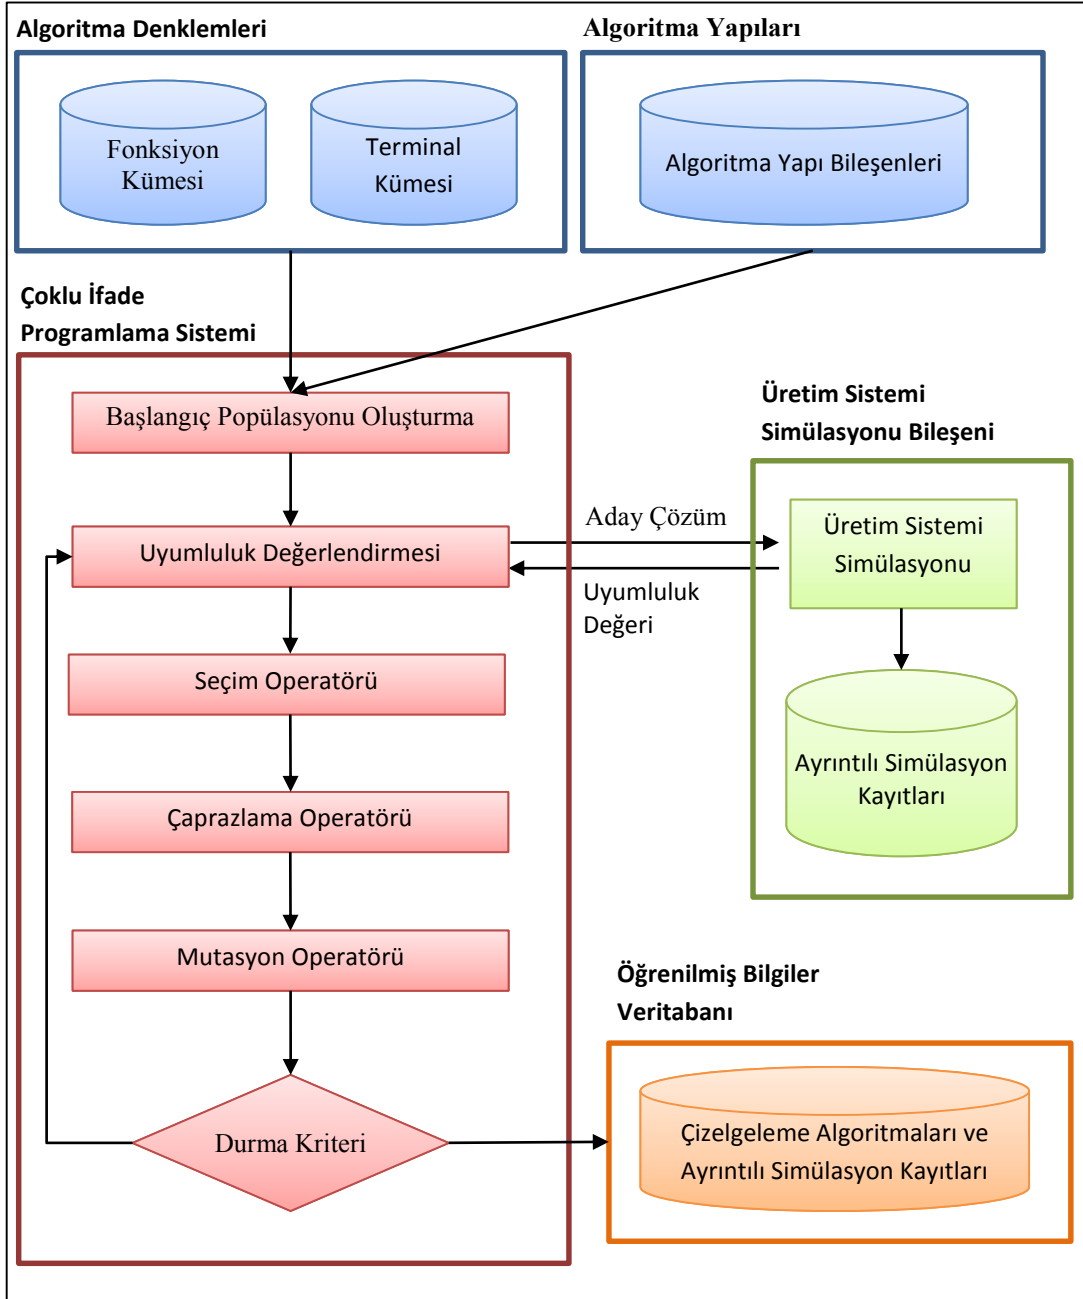 Algoritma Denklemleri
Algoritma Yapıları
Fonksiyon
Kümesi
Terminal
Kümesi
Algoritma Yapı Bileşenleri
Çoklu İfade
Programlama Sistemi
Başlangıç Popülasyonu Oluşturma
Üretim Sistemi
Simülasyonu Bileşeni
Uyumluluk Değerlendirmesi
Aday Çözüm
Uyumluluk
Değeri
Üretim Sistemi
Simülasyonu
Seçim Operatörü
Ayrıntılı Simülasyon
Kayıtları
Çaprazlama Operatörü
Mutasyon Operatörü
Öğrenilmiş Bilgiler
Veritabanı
Durma Kriteri
Çizelgeleme Algoritmaları ve
Ayrıntılı Simülasyon Kayıtları